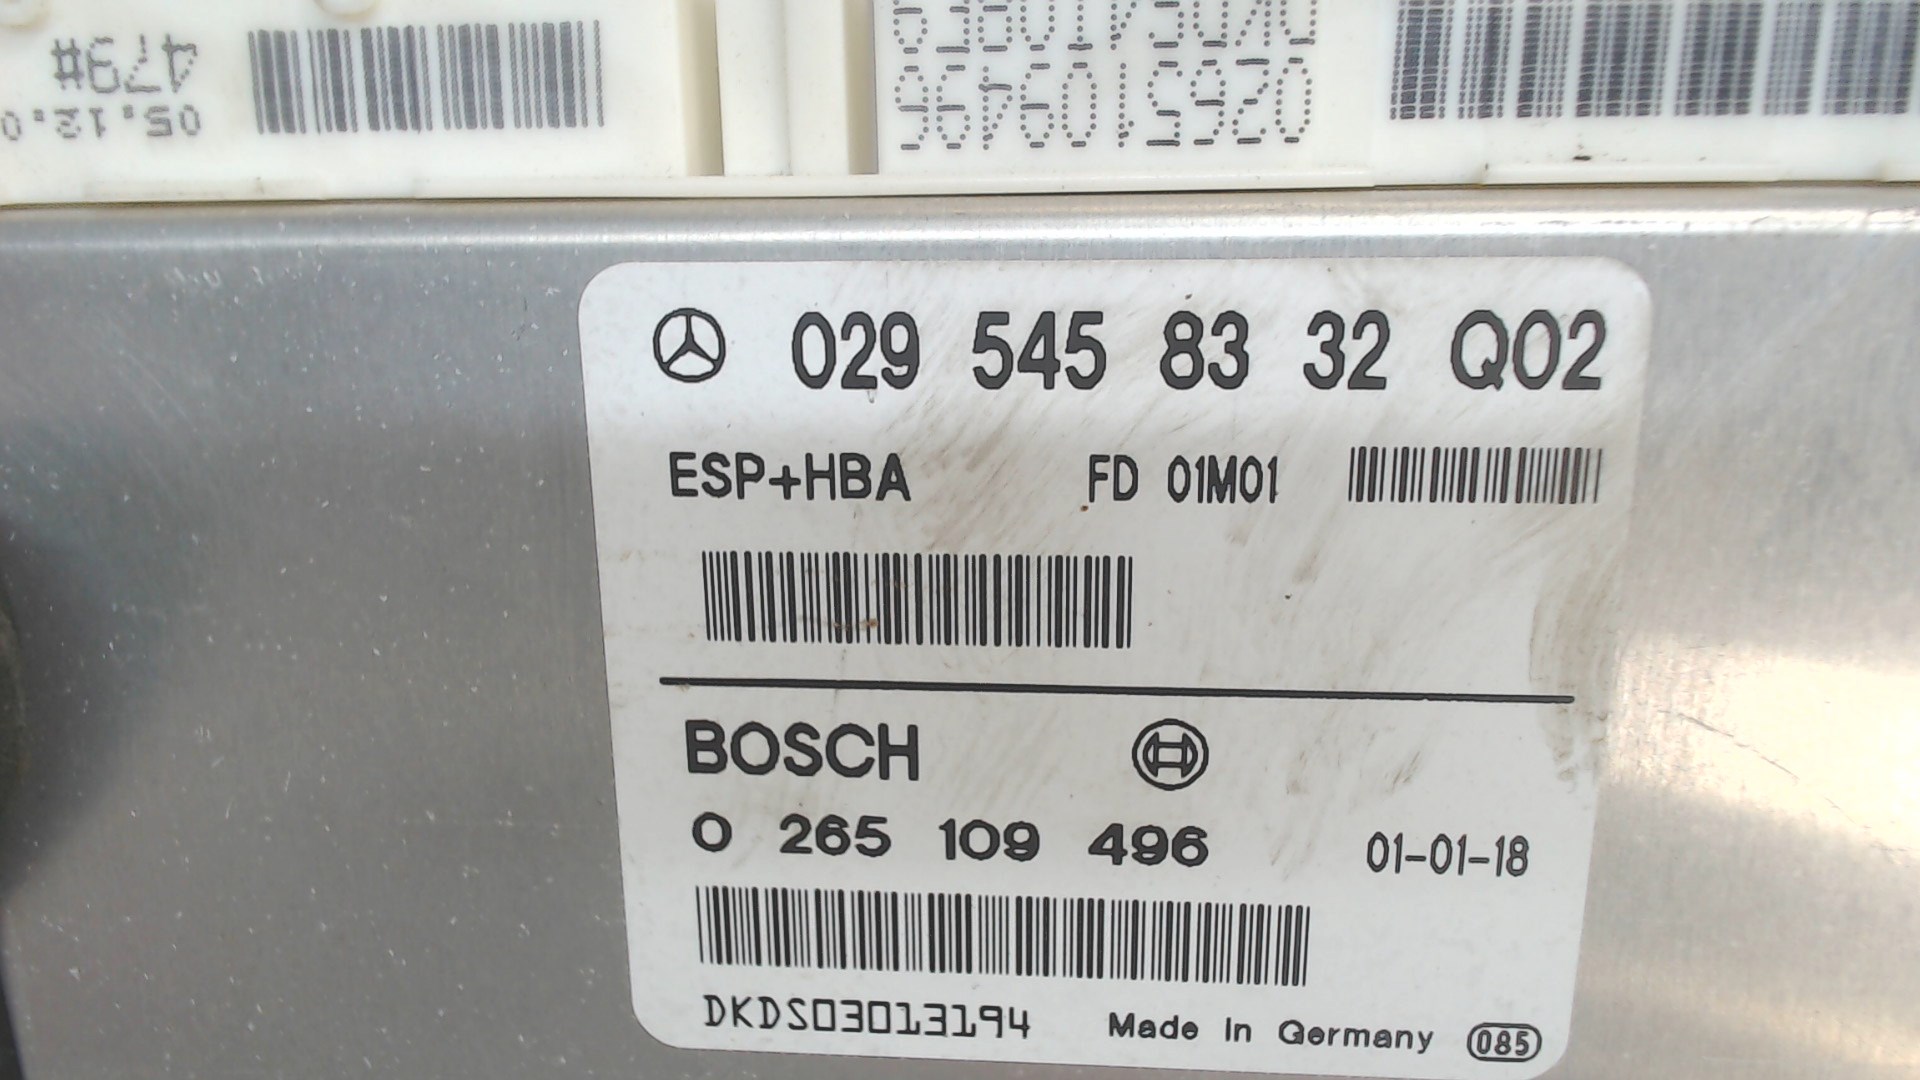 479#
05.12.0
0265109496
029 545 83 32 Q02
ESP+HBA FD 01M01
BOSCH
0 265 109 496 01-01-18
DKDS03013194 Made in Germany 085